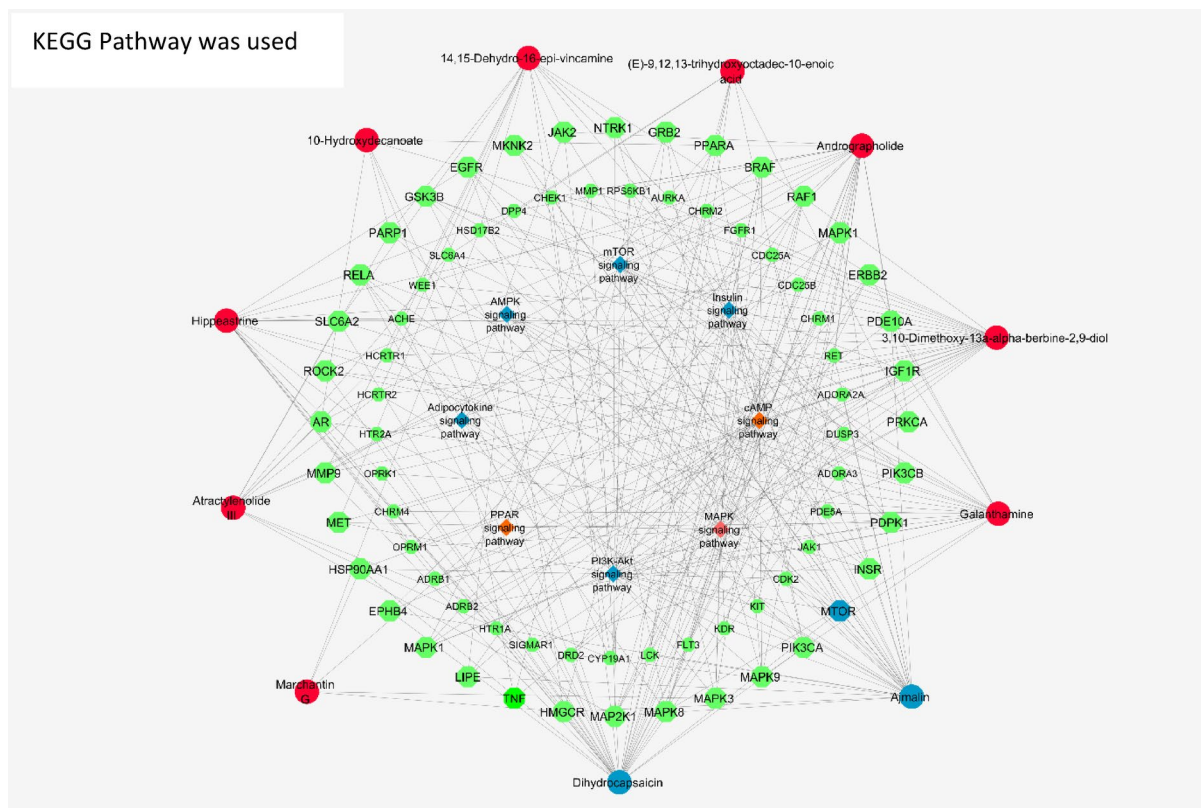 KEGG Pathway was used
14,15-Dehydro-16-epi-vincamine
(E)-9,12,13-trihydroxyoctadec-10-enoic
acid
10-Hydroxydecanoate
Andrographolide
Hippeastrine
3,10-Dimethoxy-13a-alpha-berbine-2,9-diol
Atractylenolide
III
Galanthamine
Marchantin
G
Ajmalin
Dihydrocapsaicin
NTRK1
GRB2
PPARA
BRAF
RAF1
MAPK1
ERBB2
PDE10A
IGF1R
PRKCA
PIK3CB
PDPK1
INSR
MTOR
PIK3CA
MAPK9
MAPK3
MAPK8
MAP2K1
HMGCR
TNF
LIPE
MAPK1
EPHB4
HSP90AA1
MET
MMP9
AR
ROCK2
SLC6A2
RELA
PARP1
GSK3B
EGFR
MKNK2
JAK2
MMP1
RPS6KB1
AURKA
CHRM2
FGFR1
CDC25A
CDC25B
CHRM1
RET
ADORA2A
DUSP3
ADORA3
PDE5A
JAK1
CDK2
KIT
KDR
FLT3
LCK
CYP19A1
DRD2
SIGMAR1
HTR1A
ADRB2
ADRB1
OPRM1
CHRM4
OPRK1
HTR2A
HCRTR2
HCRTR1
ACHE
WEE1
SLC6A4
HSD17B2
DPP4
CHEK1
mTOR
signaling
pathway
AMPK
signaling
pathway
Insulin
signaling
pathway
Adipocytokine
signaling
pathway
cAMP
signaling
pathway
PPAR
signaling
pathway
MAPK
signaling
pathway
PI3K-Akt
signaling
pathway